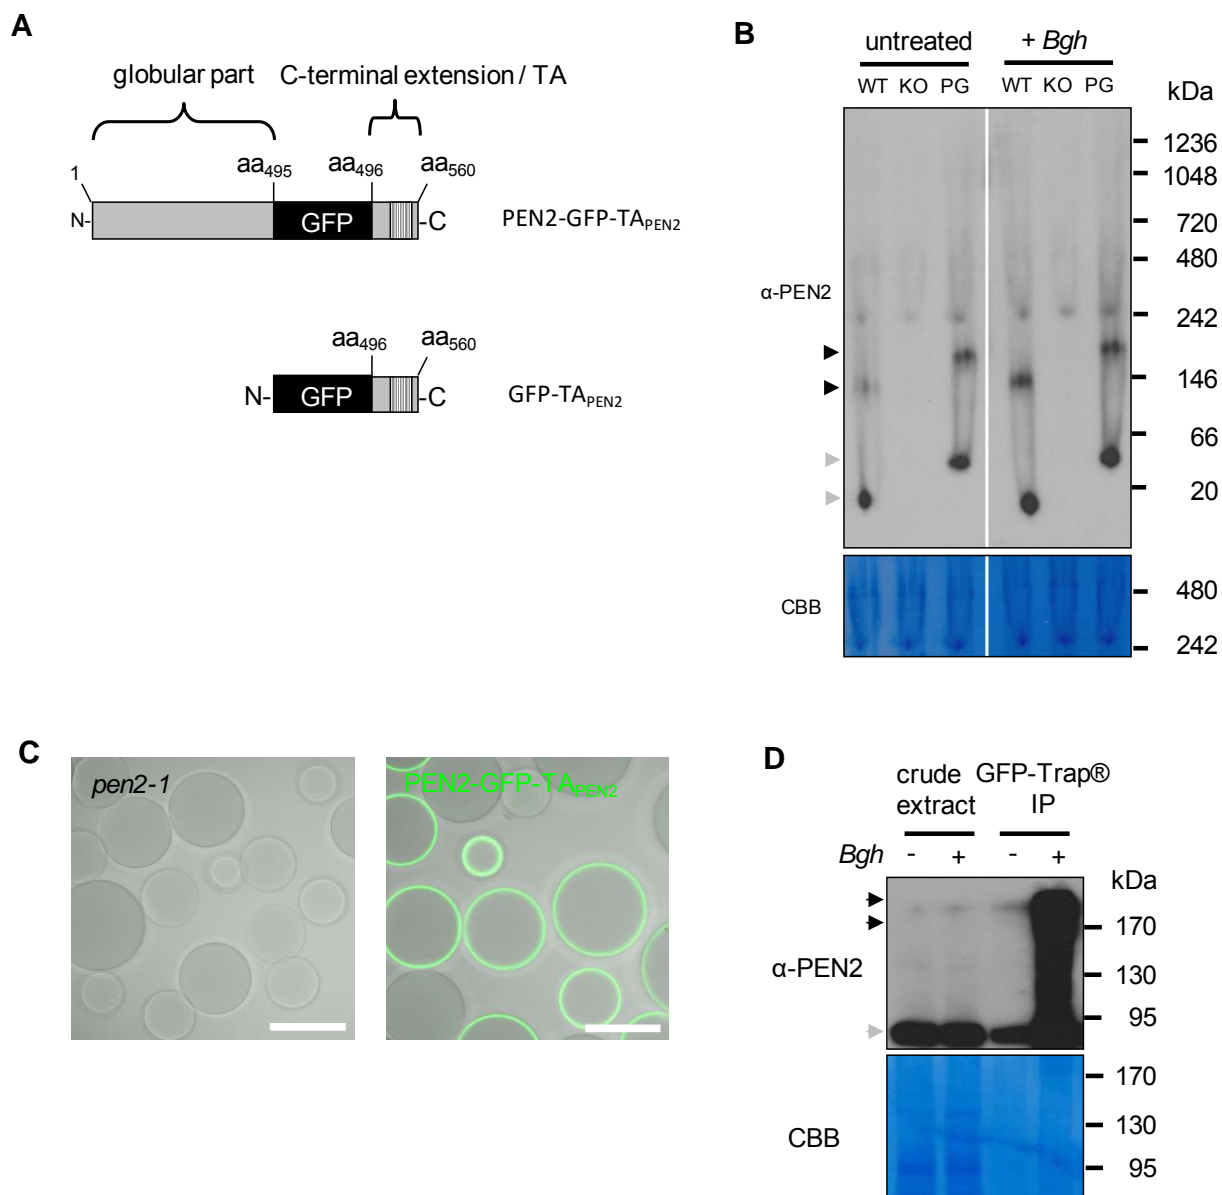 A
globular part
C-terminal extension / TA
1
aa495
aa496
aa560
N-
GFP
-C
PEN2-GFP-TAPEN2
aa496
aa560
N-
GFP
-C
GFP-TAPEN2
B
untreated
+ Bgh
WT KO PG
WT KO PG
kDa
1236
1048
720
480
α-PEN2
242
146
66
20
CBB
480
242
C
pen2-1
PEN2-GFP-TAPEN2
D
crude extract
GFP-Trap® IP
Bgh
- + - +
kDa
170
α-PEN2
130
95
170
CBB
130
95